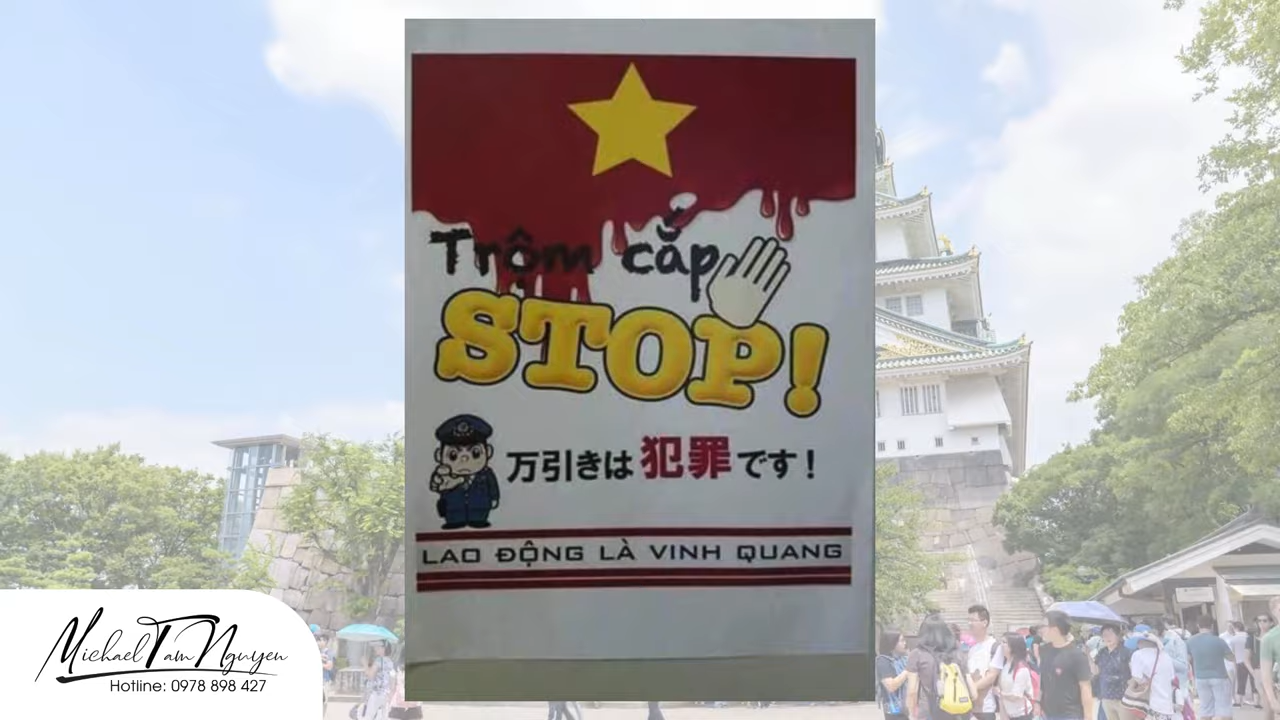 Trộm cắp
STOP!
万引きは犯罪です！
LAO ĐỘNG LÀ VINH QUANG
Michael Tam Nguyen
Hotline: 0978 898 427